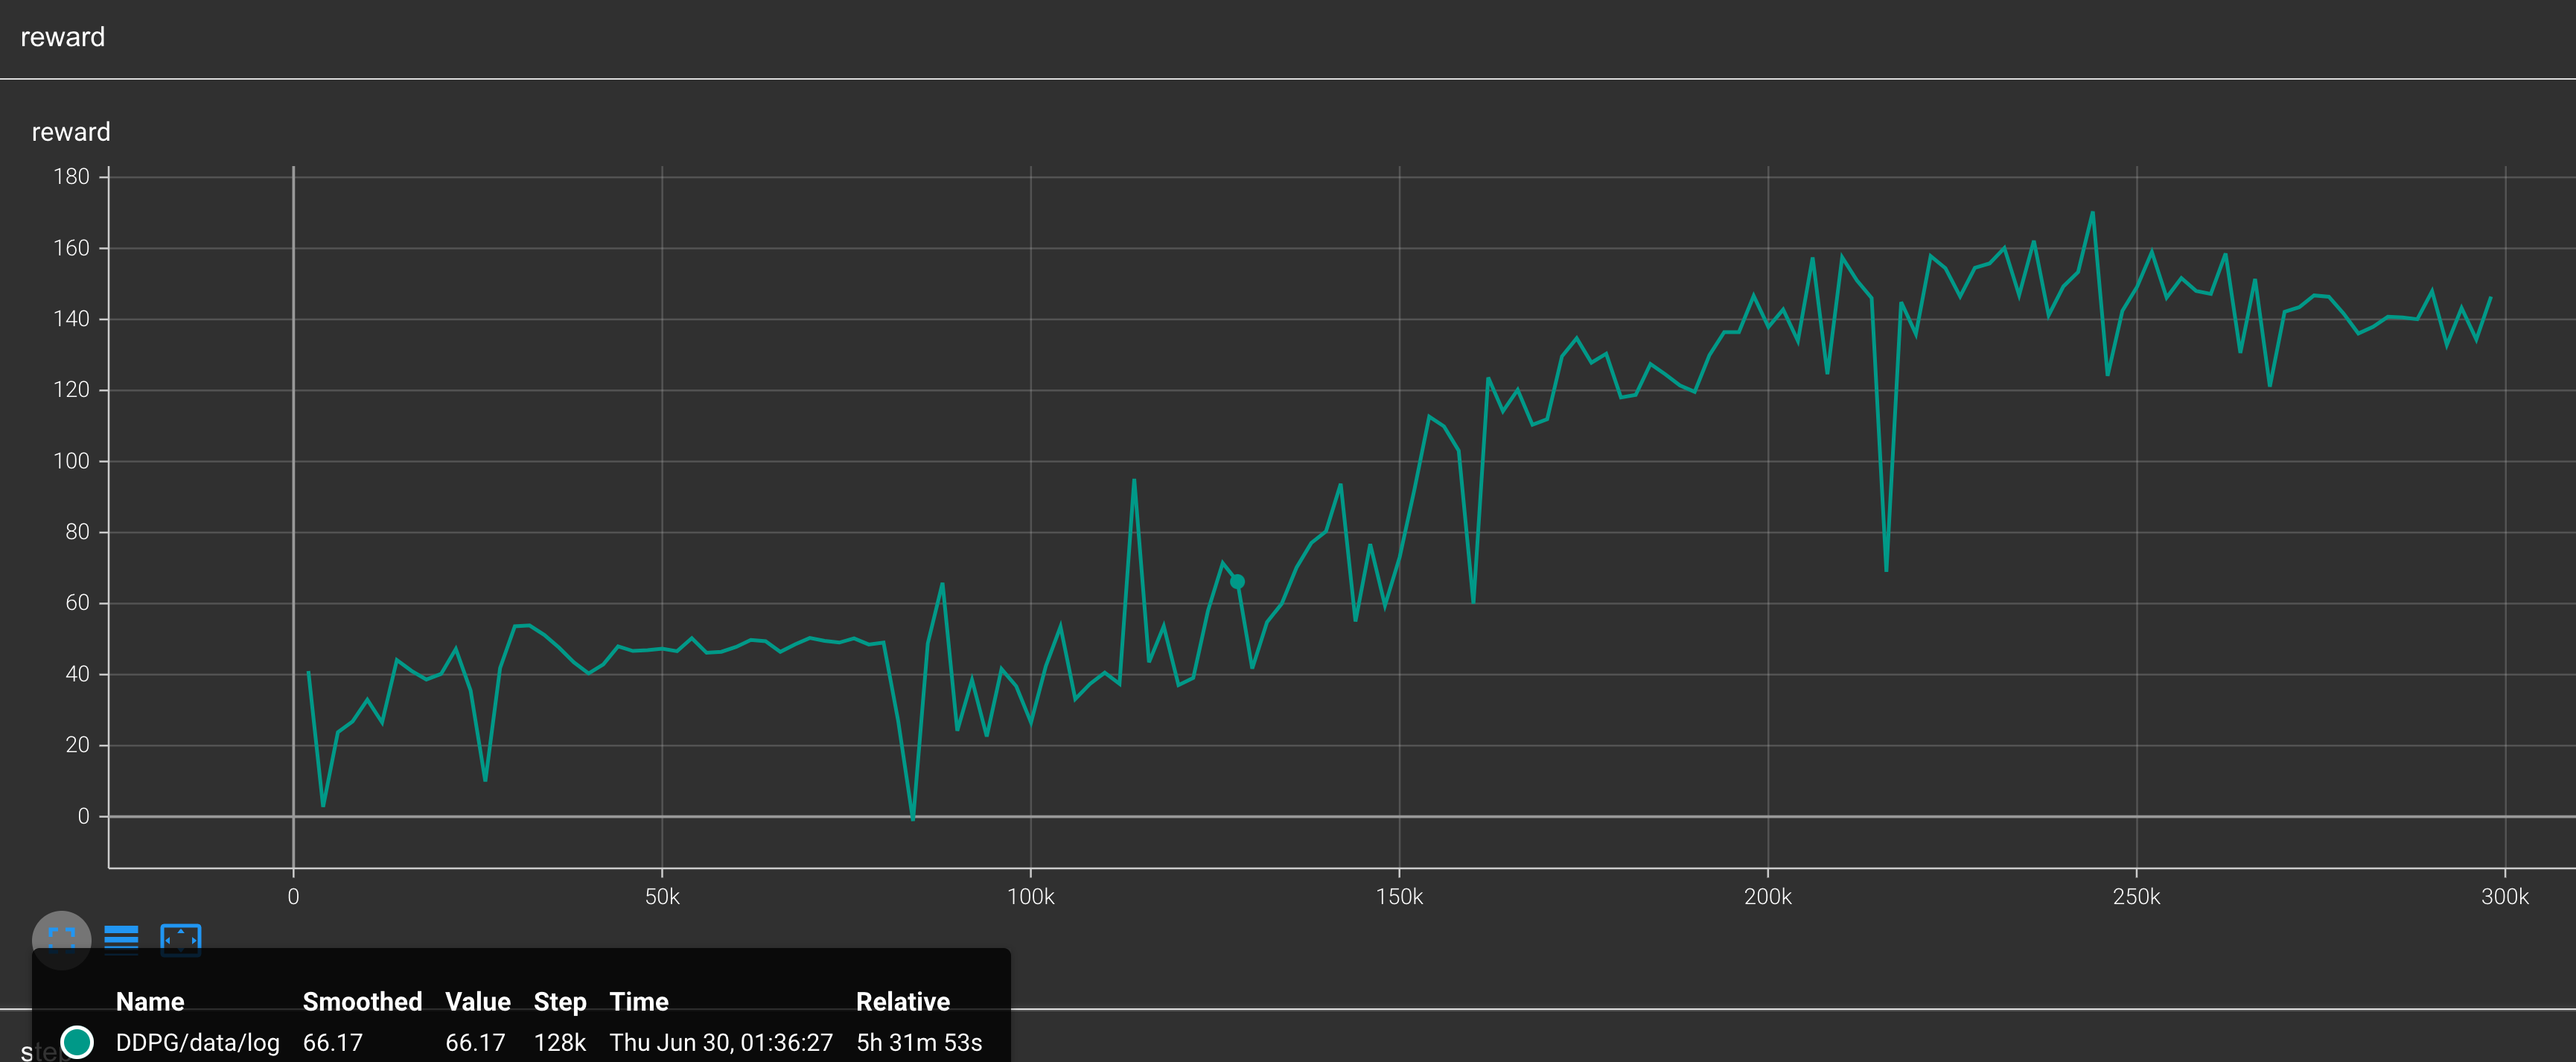 reward
reward
180
160
140
120
100
80
60
40
20
0
0 50k 100k 150k 200k 250k 300k
Name Smoothed Value Step Time Relative
DDPG/data/log 66.17 66.17 128k Thu Jun 30, 01:36:27 5h 31m 53s
step